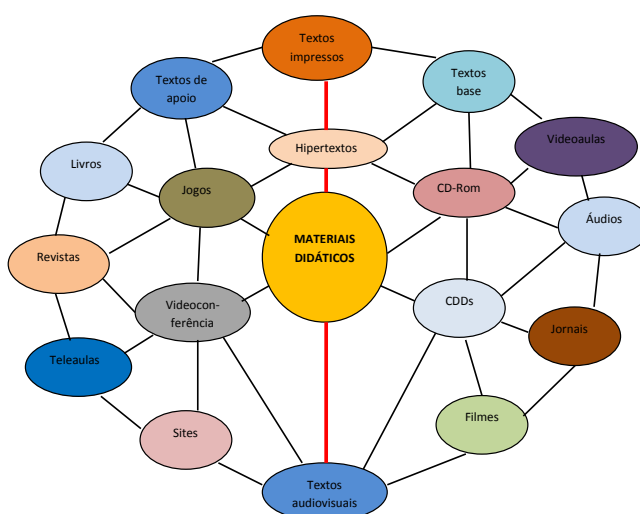 Textos
impressos
Textos de
apoio
Textos
base
Videoaulas
Hipertextos
Livros
Jogos
CD-Rom
Áudios
MATERIAIS
DIDÁTICOS
Revistas
Videocon-
ferência
CDDs
Jornais
Teleaulas
Sites
Filmes
Textos
audiovisuais